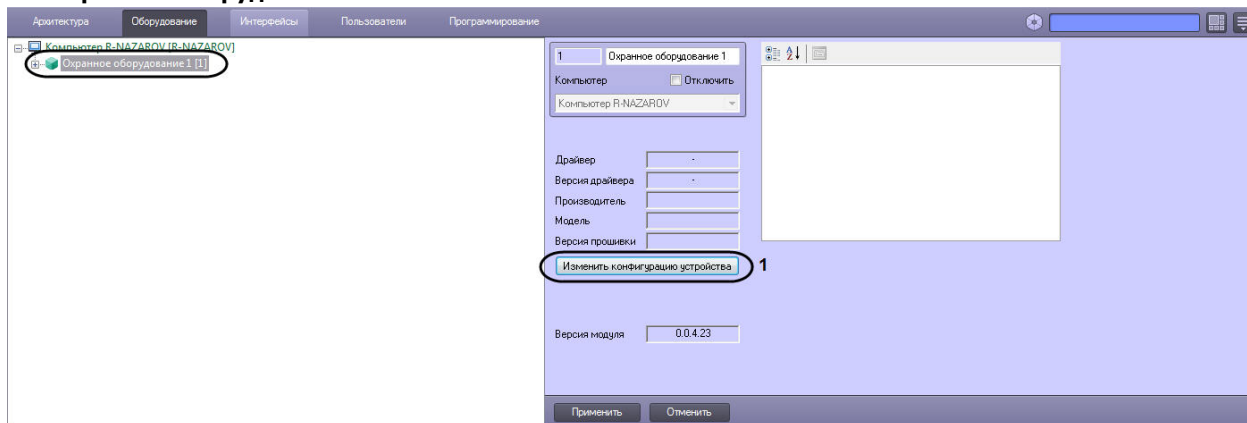 Архитектура Оборудование Интерфейсы Пользователи Программирование
Компьютер R-NAZAROV [R-NAZAROV]
Охранное оборудование 1 [1]
1 Охранное оборудование 1
Компьютер Отключить
Компьютер R-NAZAROV
Драйвер -
Версия драйвера -
Производитель
Модель
Версия прошивки
Изменить конфигурацию устройства 1
Версия модуля 0.0.4.23
Применить Отменить